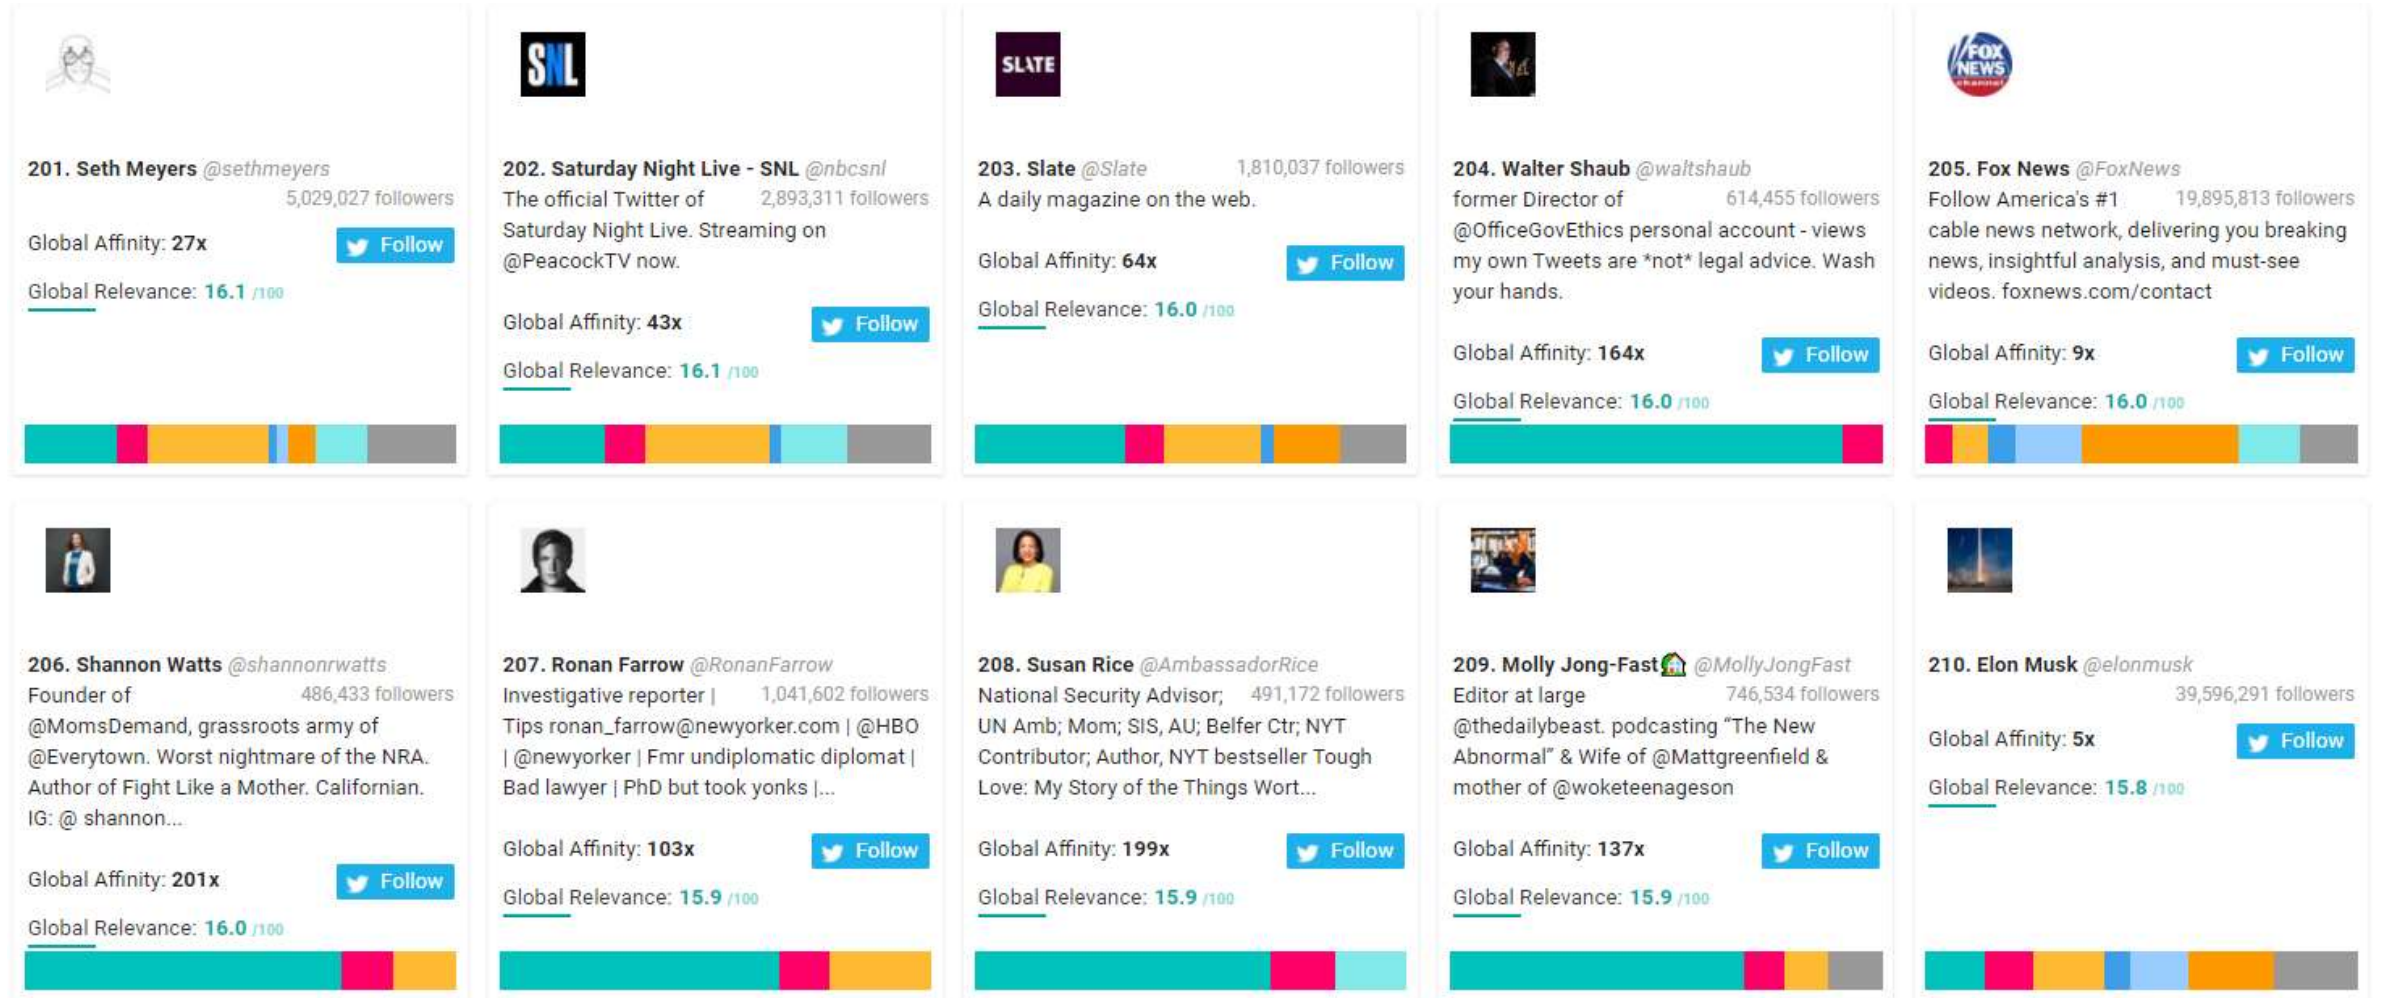 SNL
SLATE
FOX
NEWS
channel
201. Seth Meyers @sethmeyers
5,029,027 followers
Global Affinity: 27x
Follow
Global Relevance: 16.1 /100
202. Saturday Night Live - SNL @nbcsnl
The official Twitter of 2,893,311 followers
Saturday Night Live. Streaming on
@PeacockTV now.
Global Affinity: 43x
Follow
Global Relevance: 16.1 /100
203. Slate @Slate 1,810,037 followers
A daily magazine on the web.
Global Affinity: 64x
Follow
Global Relevance: 16.0 /100
204. Walter Shaub @waltshaub
former Director of 614,455 followers
@OfficeGovEthics personal account - views
my own Tweets are *not* legal advice. Wash
your hands.
Global Affinity: 164x
Follow
Global Relevance: 16.0 /100
205. Fox News @FoxNews
Follow America's #1 19,895,813 followers
cable news network, delivering you breaking
news, insightful analysis, and must-see
videos. foxnews.com/contact
Global Affinity: 9x
Follow
Global Relevance: 16.0 /100
206. Shannon Watts @shannonrwatts
Founder of 486,433 followers
@MomsDemand, grassroots army of
@Everytown. Worst nightmare of the NRA.
Author of Fight Like a Mother. Californian.
IG: @ shannon...
Global Affinity: 201x
Follow
Global Relevance: 16.0 /100
207. Ronan Farrow @RonanFarrow
Investigative reporter | 1,041,602 followers
Tips ronan_farrow@newyorker.com | @HBO
| @newyorker | Fmr undiplomatic diplomat |
Bad lawyer | PhD but took yonks |...
Global Affinity: 103x
Follow
Global Relevance: 15.9 /100
208. Susan Rice @AmbassadorRice
National Security Advisor; 491,172 followers
UN Amb; Mom; SIS, AU; Belfer Ctr; NYT
Contributor; Author, NYT bestseller Tough
Love: My Story of the Things Wort...
Global Affinity: 199x
Follow
Global Relevance: 15.9 /100
209. Molly Jong-Fast🏡 @MollyJongFast
Editor at large 746,534 followers
@thedailybeast. podcasting “The New
Abnormal” & Wife of @Mattgreenfield &
mother of @woketeenageson
Global Affinity: 137x
Follow
Global Relevance: 15.9 /100
210. Elon Musk @elonmusk
39,596,291 followers
Global Affinity: 5x
Follow
Global Relevance: 15.8 /100